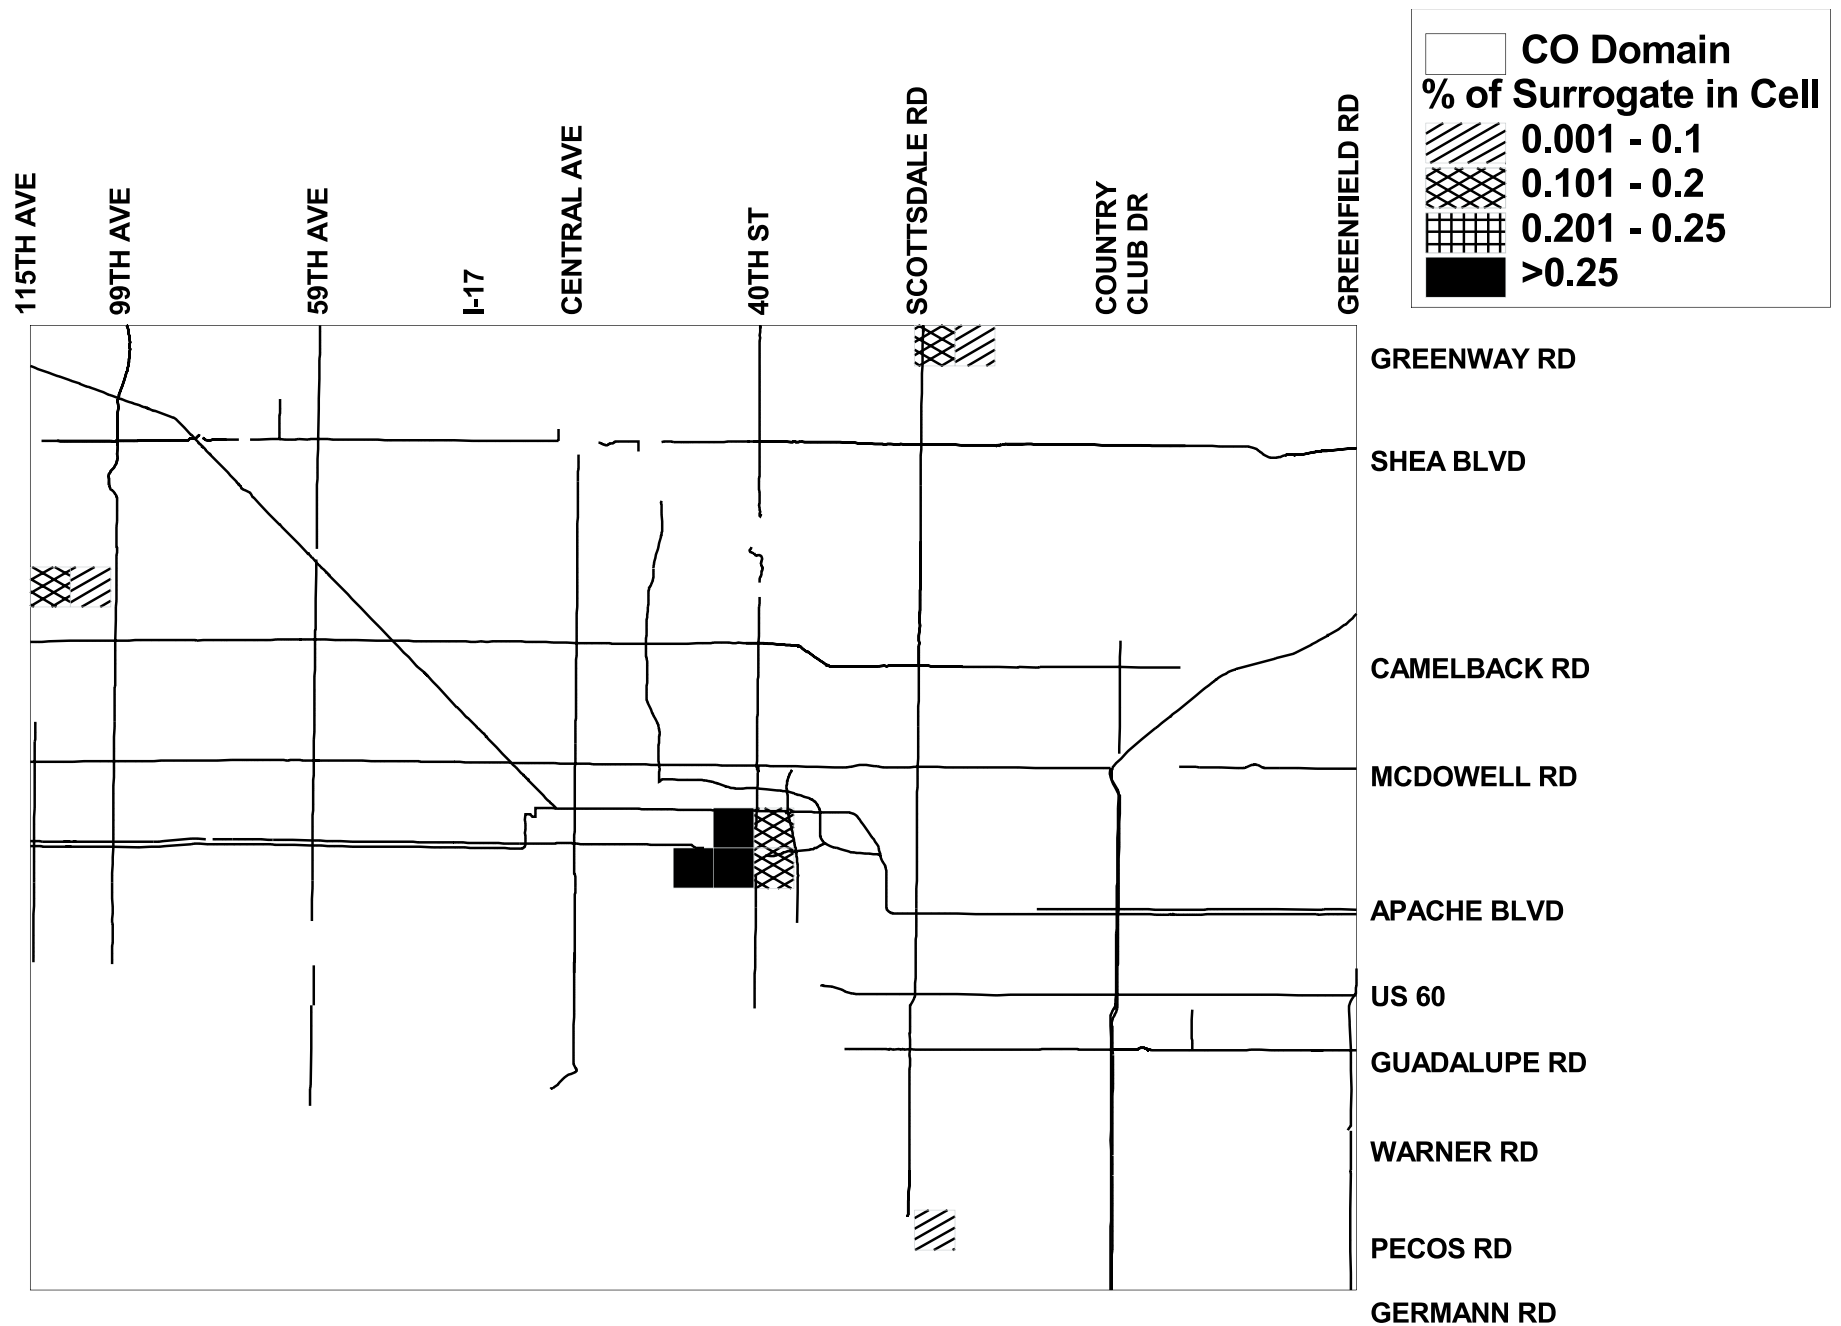 CO Domain
% of Surrogate in Cell
0.001 - 0.1
0.101 - 0.2
0.201 - 0.25
>0.25
115TH AVE
99TH AVE
59TH AVE
I-17
CENTRAL AVE
40TH ST
SCOTTSDALE RD
COUNTRY
CLUB DR
GREENFIELD RD
GREENWAY RD
SHEA BLVD
CAMELBACK RD
MCDOWELL RD
APACHE BLVD
US 60
GUADALUPE RD
WARNER RD
PECOS RD
GERMANN RD